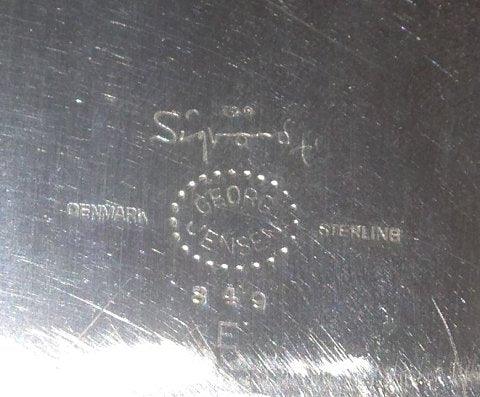 Sigvard
GEORG
DENMARK JENSEN STERLING
849
E